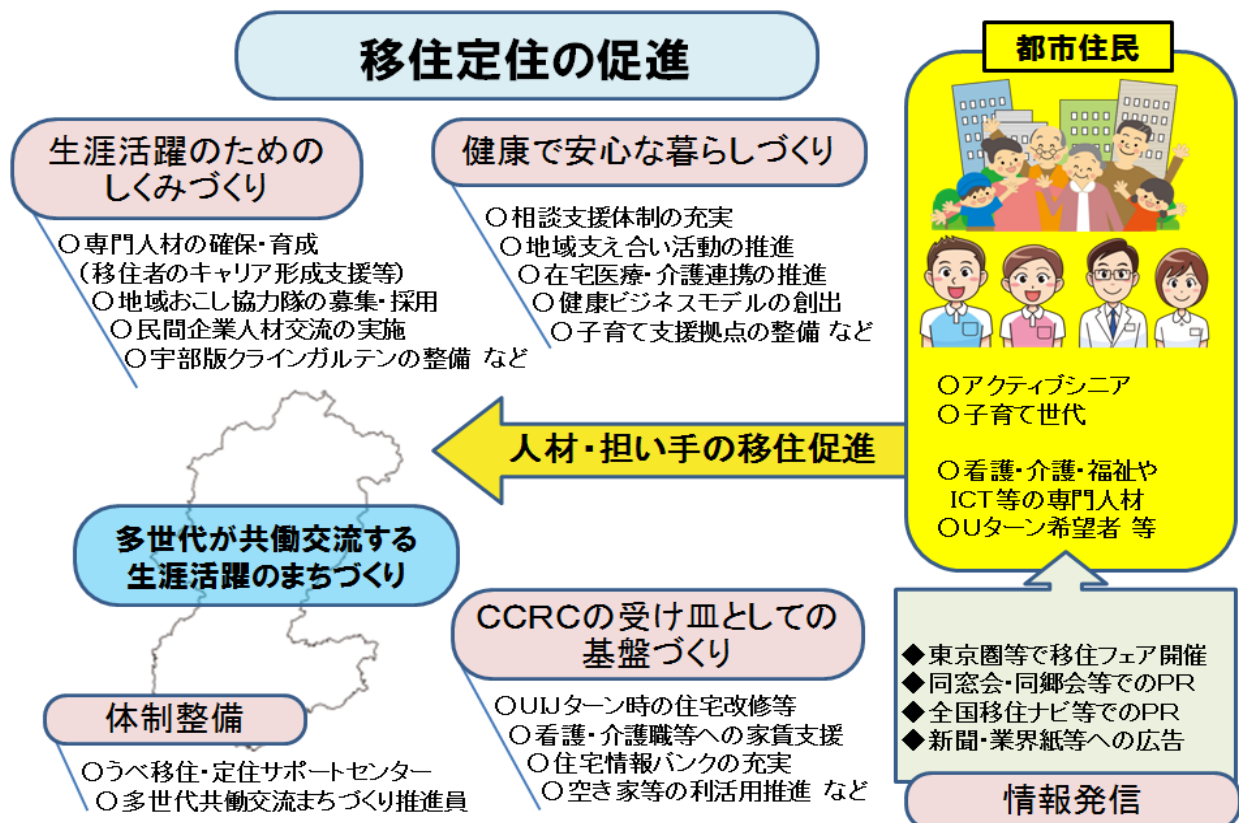 移住定住の促進
都市住民
生涯活躍のための
しくみづくり
○専門人材の確保・育成
(移住者のキャリア形成支援等)
○地域おこし協力隊の募集・採用
○民間企業人材交流の実施
○宇部版クラインガルテンの整備 など
健康で安心な暮らしづくり
○相談支援体制の充実
○地域支え合い活動の推進
○在宅医療・介護連携の推進
○健康ビジネスモデルの創出
○子育て支援拠点の整備 など
○アクティブシニア
○子育て世代
○看護・介護・福祉や
ICT等の専門人材
○Uターン希望者 等
人材・担い手の移住促進
多世代が共働交流する
生涯活躍のまちづくり
体制整備
○うべ移住・定住サポートセンター
○多世代共働交流まちづくり推進員
CCRCの受け皿としての
基盤づくり
○UIJターン時の住宅改修等
○看護・介護職等への家賃支援
○住宅情報バンクの充実
○空き家等の利活用推進 など
◆東京圏等で移住フェア開催
◆同窓会・同郷会等でのPR
◆全国移住ナビ等でのPR
◆新聞・業界紙等への広告
情報発信